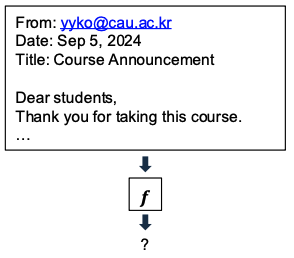 From: yyko@cau.ac.kr
Date: Sep 5, 2024
Title: Course Announcement
Dear students,
Thank you for taking this course.
…
f
?